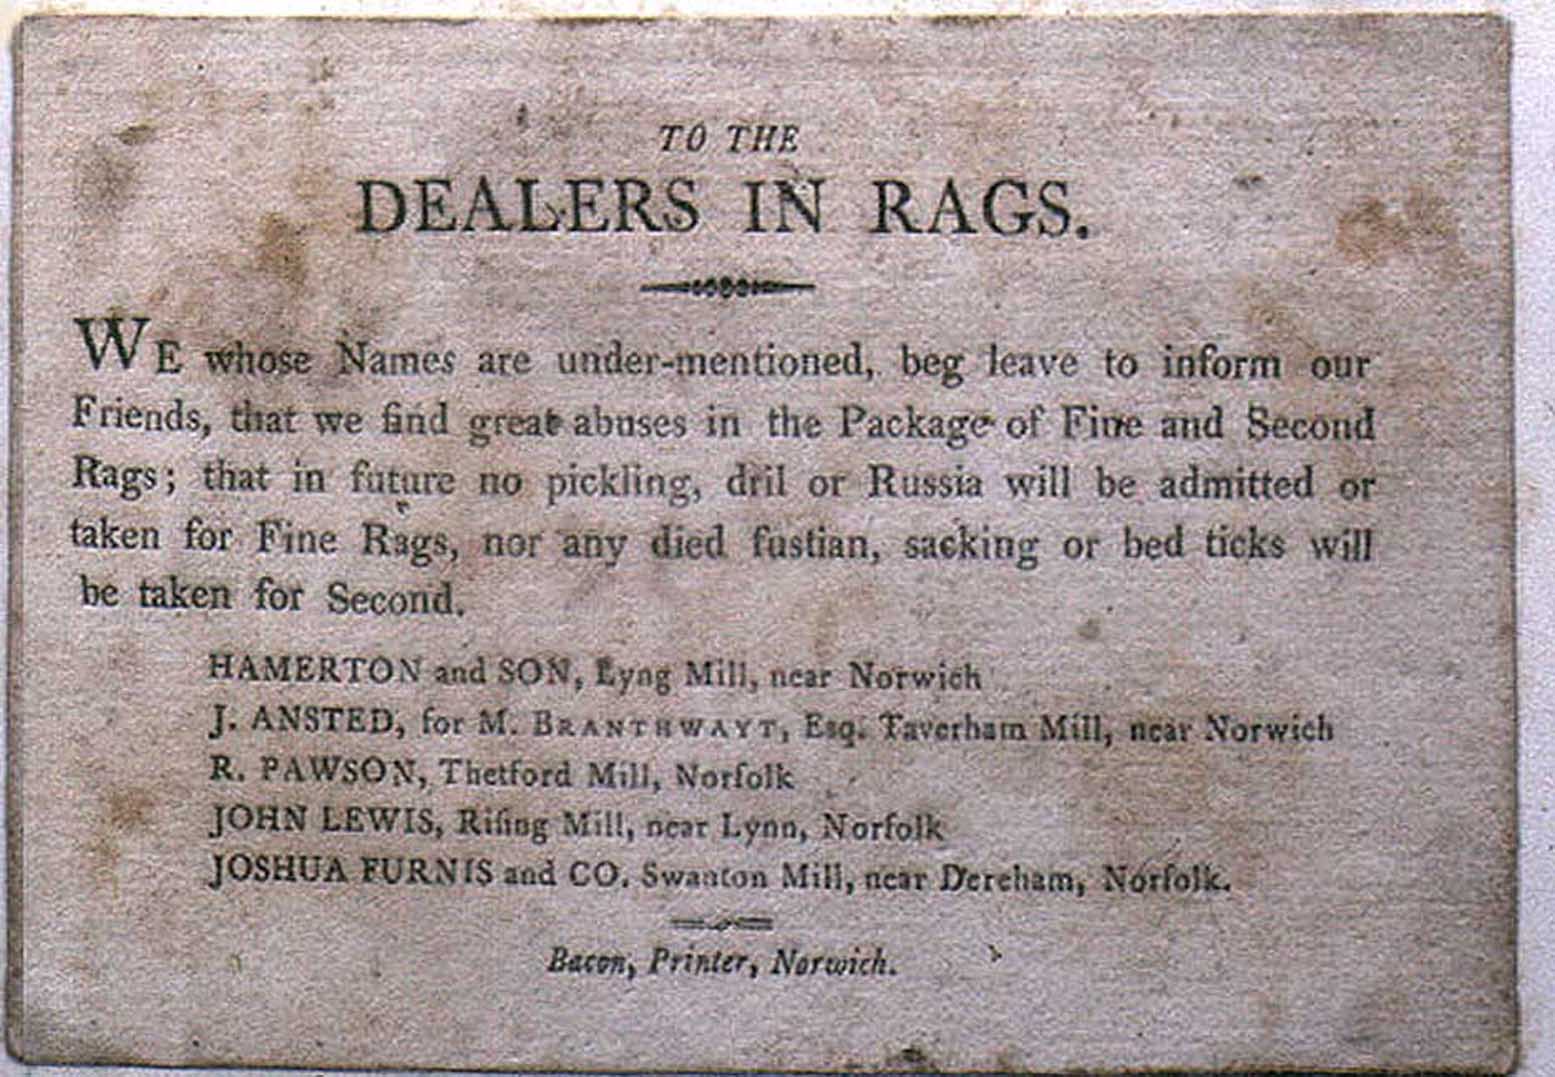 TO THE
DEALERS IN RAGS.
WE whose Names are under-mentioned, beg leave to inform our
Friends, that we find great abuses in the Package of Fine and Second
Rags; that in future no pickling, dril or Russia will be admitted or
taken for Fine Rags, nor any died fustian, sacking or bed ticks will
be taken for Second.
HAMERTON and SON, Lyng Mill, near Norwich
J. ANSTED, for M. BRANTHWAYT, Esq. Taverham Mill, near Norwich
R. PAWSON, Thetford Mill, Norfolk
JOHN LEWIS, Riſing Mill, near Lynn, Norfolk
JOSHUA FURNIS and CO. Swanton Mill, near Dereham, Norfolk.
Bacon, Printer, Norwich.